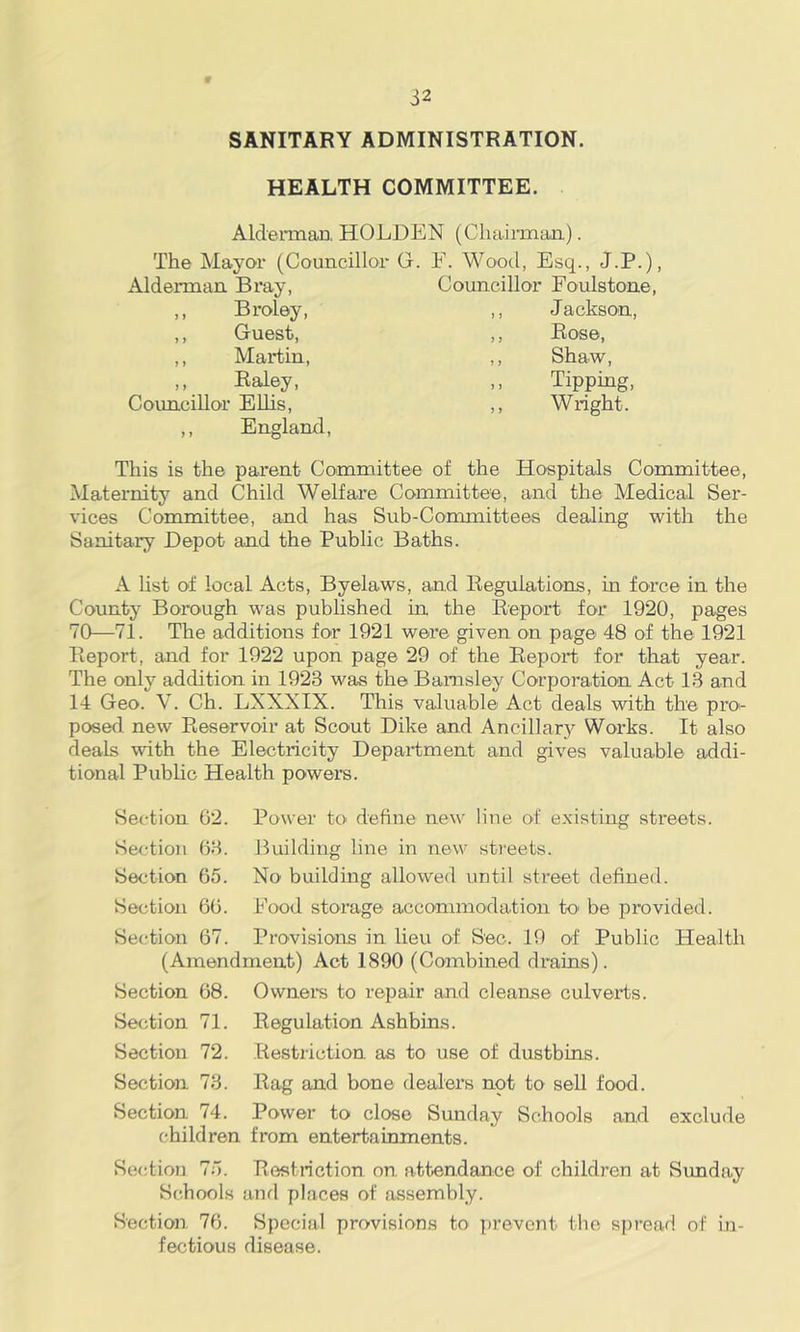 32
SANITARY ADMINISTRATION.
HEALTH COMMITTEE.
Alderman HOLDEN (Chairman).
The Mayor (Councillor G. F. Wood, Esq., J.P.),
Alderman Bray, Councillor Foulstone,
,, Broley, ,, Jackson,
,, Guest, ,, Rose,
,, Martin, ,, Shaw,
,, Raley, ,, Tipping,
Councillor Ellis, ,, Wright.
,, England,
This is the parent Committee of the Hospitals Committee,
Maternity and Child Welfare Committee, and the Medical Ser-
vices Committee, and has Sub-Committees dealing with the
Sanitary Depot and the Public Baths.
A list of local Acts, Byelaws, and Regulations, in force in the
County Borough was published in the Report for 1920, pages
70—71. The additions for 1921 were given on page 48 of the 1921
Report, and for 1922 upon page 29 of the Report for that year.
The only addition in 1923 was the Barnsley Corporation Act 13 and
14 Geo. V. Ch. LXXXIX. This valuable Act deals with the pro-
posed new Reservoir at Scout Dike and Ancillary Works. It also
deals with the Electricity Department and gives valuable addi-
tional Public Health powers.
Section 62. Power to define new line of existing streets.
Section 63. Building line in new streets.
Section 65. No building allowed until street defined.
Section 66. Food storage accommodation to be provided.
Section 67. Provisions in lieu of Sec. 19 of Public Health
(Amendment) Act 1890 (Combined drains).
Section 68. Owners to repair and cleanse culverts.
Section 71. Regulation Ashbins.
Section 72. Restriction as to use of dustbins.
Section 73. Rag and bone dealers not to sell food.
Section 74. Power to close Sunday Schools and exclude
children from entertainments.
Section 75. Restriction on attendance of children at Sunday
Schools and places of assembly.
Section 76. Special provisions to prevent the spread of in-
fectious disease.